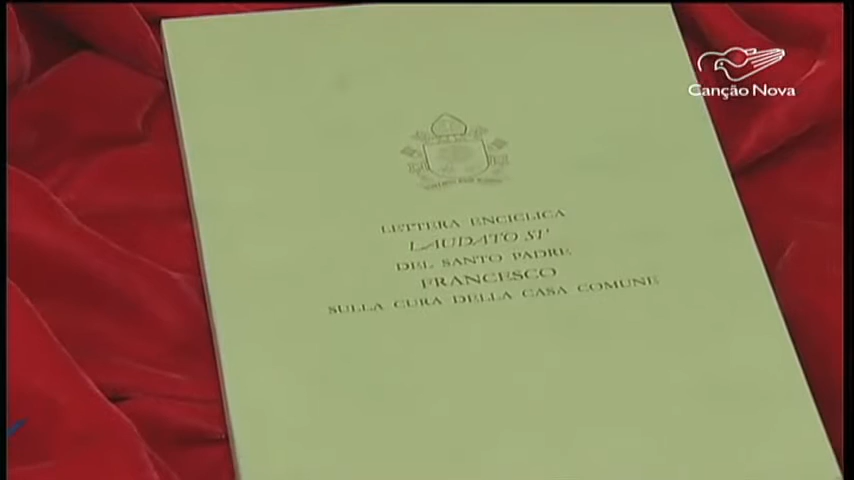 Canção Nova
LETTERA ENCICLICA
LAUDATO SI'
DEL SANTO PADRE
FRANCESCO
SULLA CURA DELLA CASA COMUNE